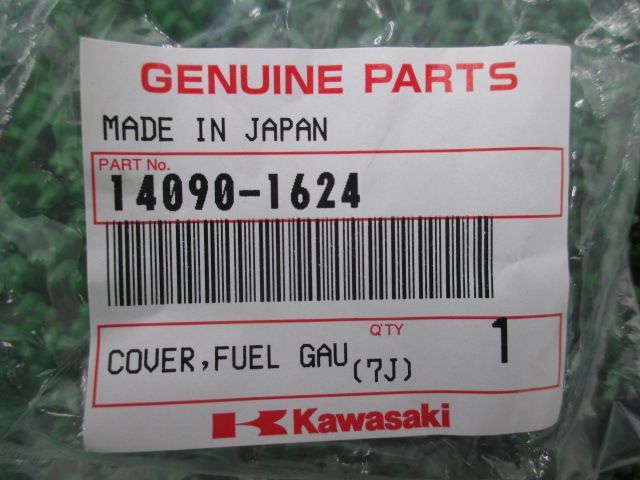 GENUINE PARTS
MADE IN JAPAN
PART No.
14090-1624
Q'TY
COVER,FUEL GAU(7J) 1
Kawasaki